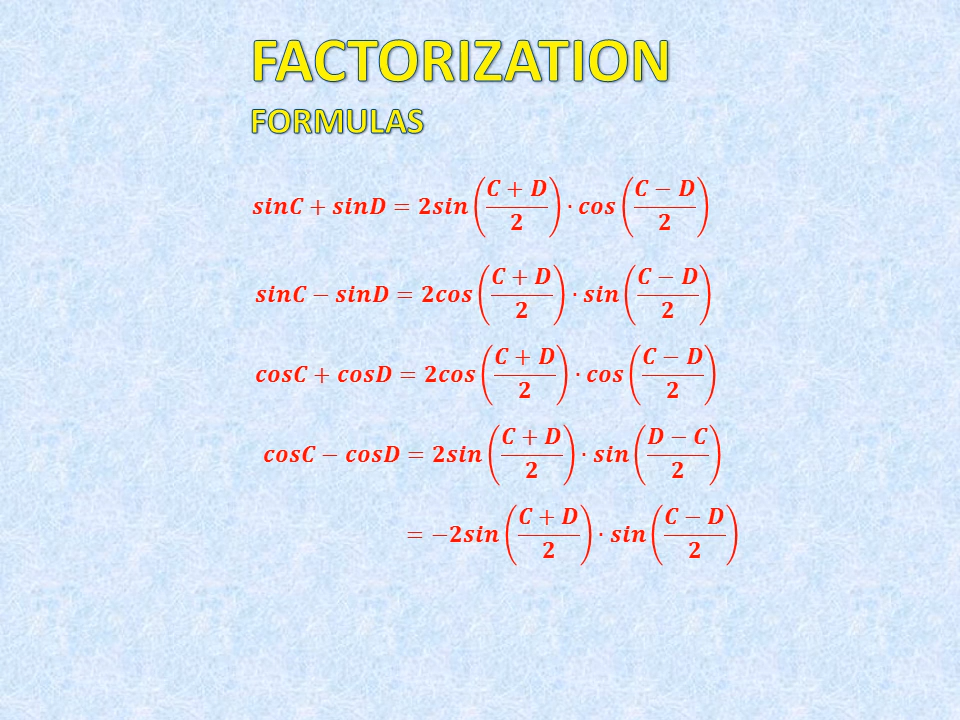 FACTORIZATION
FORMULAS
sinC + sinD = 2sin((C + D)/2) · cos((C − D)/2)
sinC − sinD = 2cos((C + D)/2) · sin((C − D)/2)
cosC + cosD = 2cos((C + D)/2) · cos((C − D)/2)
cosC − cosD = 2sin((C + D)/2) · sin((D − C)/2)
= −2sin((C + D)/2) · sin((C − D)/2)